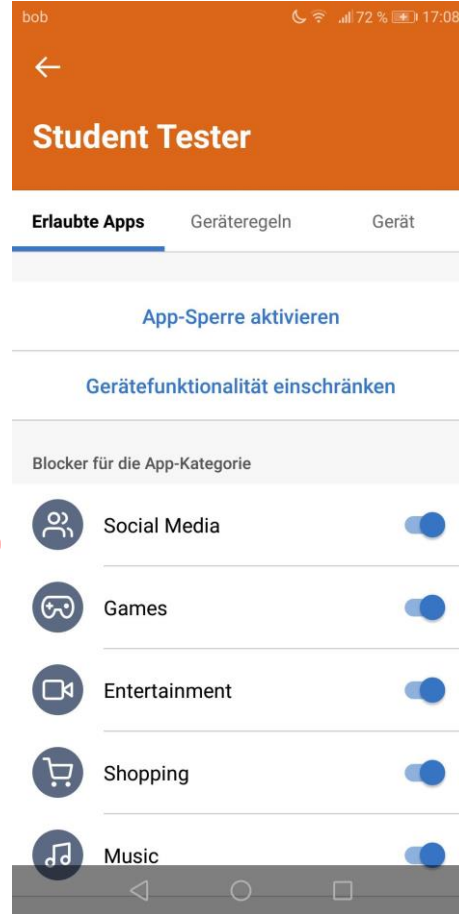 bob 72 % 17:08
Student Tester
Erlaubte Apps Geräteregeln Gerät
App-Sperre aktivieren
Gerätefunktionalität einschränken
Blocker für die App-Kategorie
Social Media
Games
Entertainment
Shopping
Music